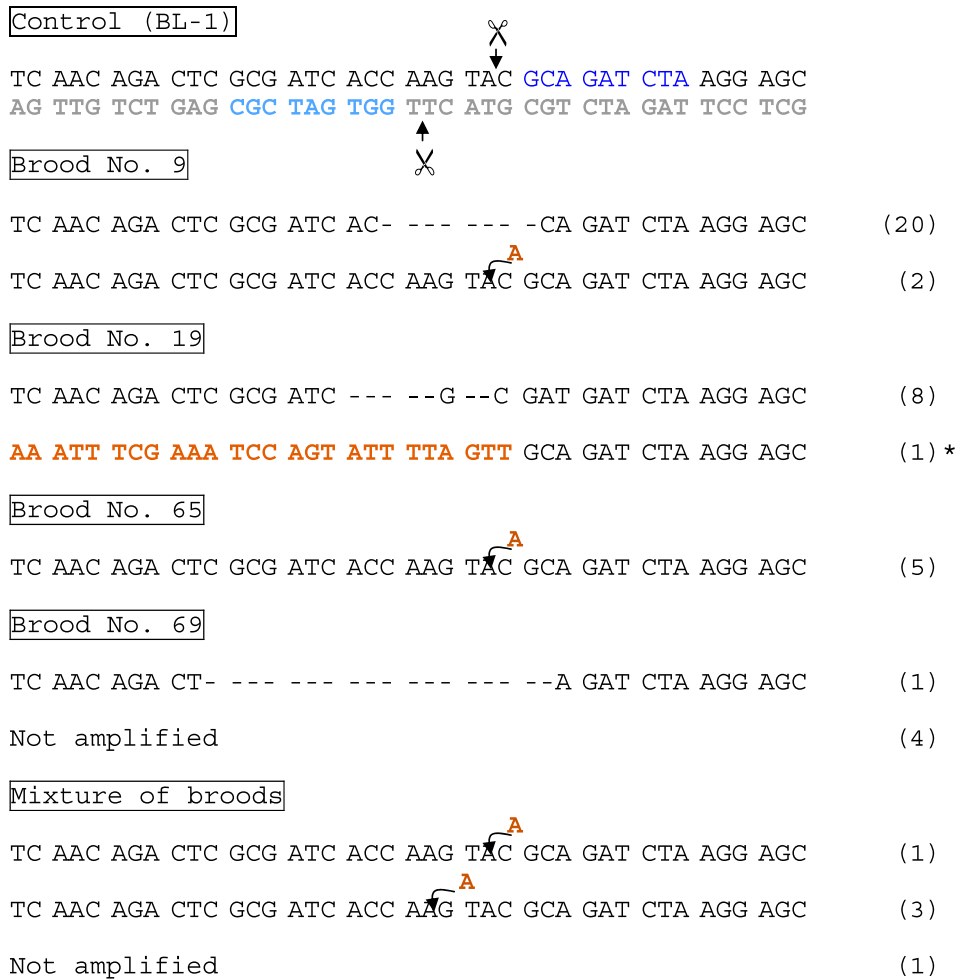 Control (BL-1)
TC AAC AGA CTC GCG ATC ACC AAG TAC GCA GAT CTA AGG AGC
AG TTG TCT GAG CGC TAG TGG TTC ATG CGT CTA GAT TCC TCG
Brood No. 9
TC AAC AGA CTC GCG ATC AC- --- --- -CA GAT CTA AGG AGC (20)
A
TC AAC AGA CTC GCG ATC ACC AAG TAC GCA GAT CTA AGG AGC (2)
Brood No. 19
TC AAC AGA CTC GCG ATC --- --G --C GAT GAT CTA AGG AGC (8)
AA ATT TCG AAA TCC AGT ATT TTA GTT GCA GAT CTA AGG AGC (1)*
Brood No. 65
A
TC AAC AGA CTC GCG ATC ACC AAG TAC GCA GAT CTA AGG AGC (5)
Brood No. 69
TC AAC AGA CT- --- --- --- --- --- --A GAT CTA AGG AGC (1)
Not amplified (4)
Mixture of broods
A
TC AAC AGA CTC GCG ATC ACC AAG TAC GCA GAT CTA AGG AGC (1)
A
TC AAC AGA CTC GCG ATC ACC AAG TAC GCA GAT CTA AGG AGC (3)
Not amplified (1)